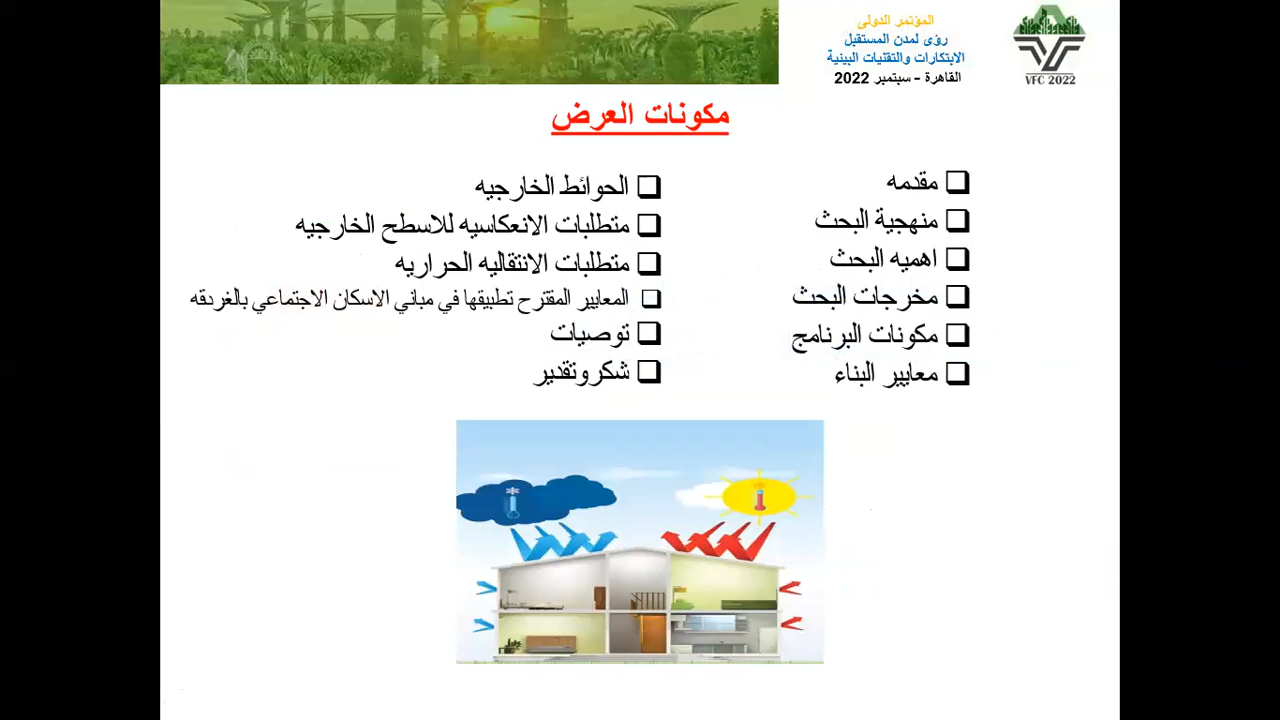 المؤتمر الدولى
رؤى لمدن المستقبل
الابتكارات والتقنيات البينية
القاهرة – سبتمبر 2022
VFC 2022
مكونات العرض
مقدمه
منهجية البحث
اهميه البحث
مخرجات البحث
مكونات البرنامج
معايير البناء
الحوائط الخارجيه
متطلبات الانعكاسيه للاسطح الخارجيه
متطلبات الانتقاليه الحراريه
المعايير المقترح تطبيقها في مباني الاسكان الاجتماعي بالغردقه
توصيات
شكروتقدير